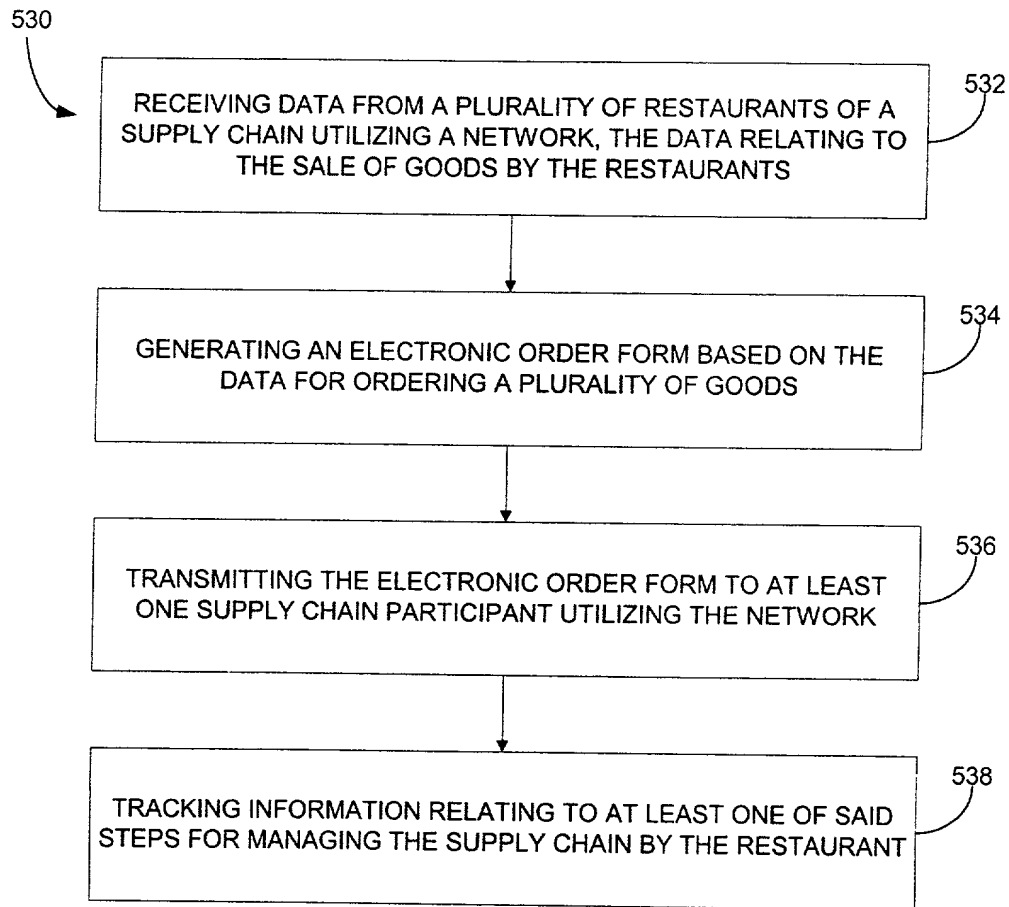 530
532
RECEIVING DATA FROM A PLURALITY OF RESTAURANTS OF A
SUPPLY CHAIN UTILIZING A NETWORK, THE DATA RELATING TO
THE SALE OF GOODS BY THE RESTAURANTS
534
GENERATING AN ELECTRONIC ORDER FORM BASED ON THE
DATA FOR ORDERING A PLURALITY OF GOODS
536
TRANSMITTING THE ELECTRONIC ORDER FORM TO AT LEAST
ONE SUPPLY CHAIN PARTICIPANT UTILIZING THE NETWORK
538
TRACKING INFORMATION RELATING TO AT LEAST ONE OF SAID
STEPS FOR MANAGING THE SUPPLY CHAIN BY THE RESTAURANT